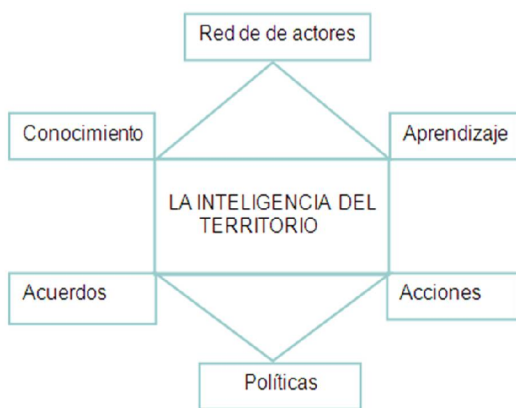 Red de de actores
Conocimiento
Aprendizaje
LA INTELIGENCIA DEL
TERRITORIO
Acuerdos
Acciones
Políticas